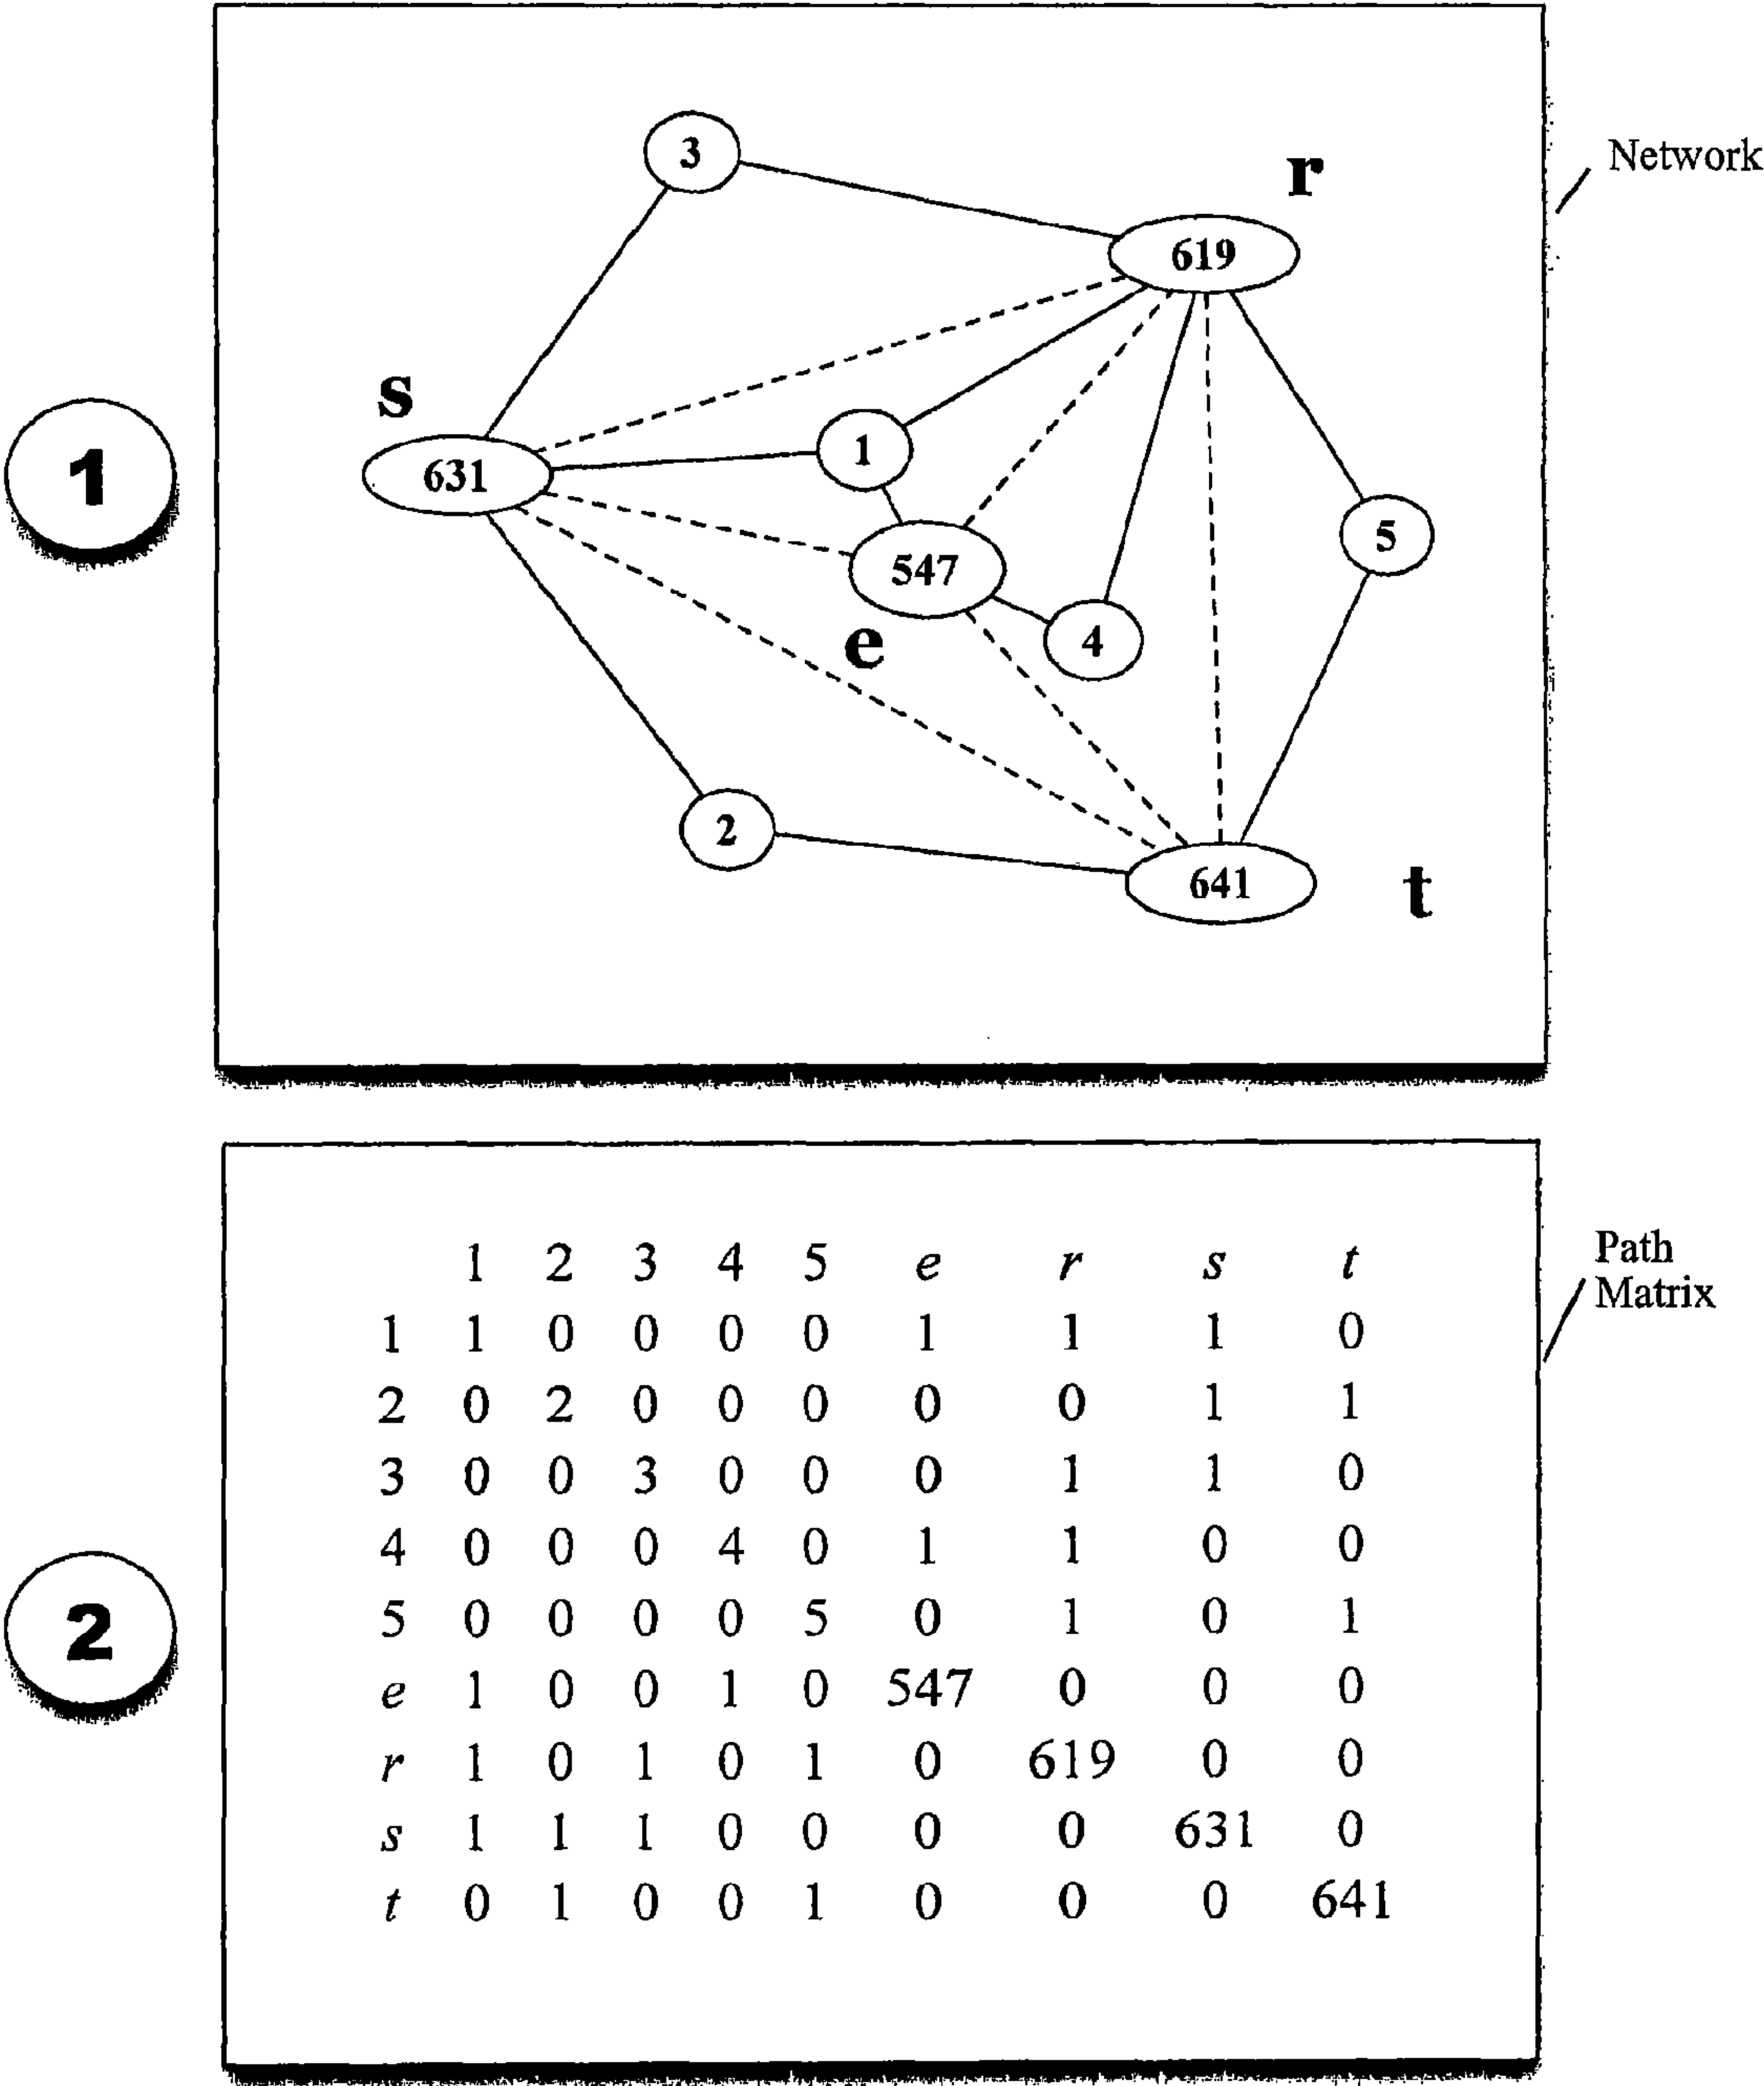 3
r
Network
619
s
1
1
631
5
547
4
e
2
641
t
1 2 3 4 5 e r s t
Path
Matrix
1 1 0 0 0 0 1 1 1 0
2 0 2 0 0 0 0 0 1 1
3 0 0 3 0 0 0 1 1 0
4 0 0 0 4 0 1 1 0 0
5 0 0 0 0 5 0 1 0 1
2
e 1 0 0 1 0 547 0 0 0
r 1 0 1 0 1 0 619 0 0
s 1 1 1 0 0 0 0 631 0
t 0 1 0 0 1 0 0 0 641